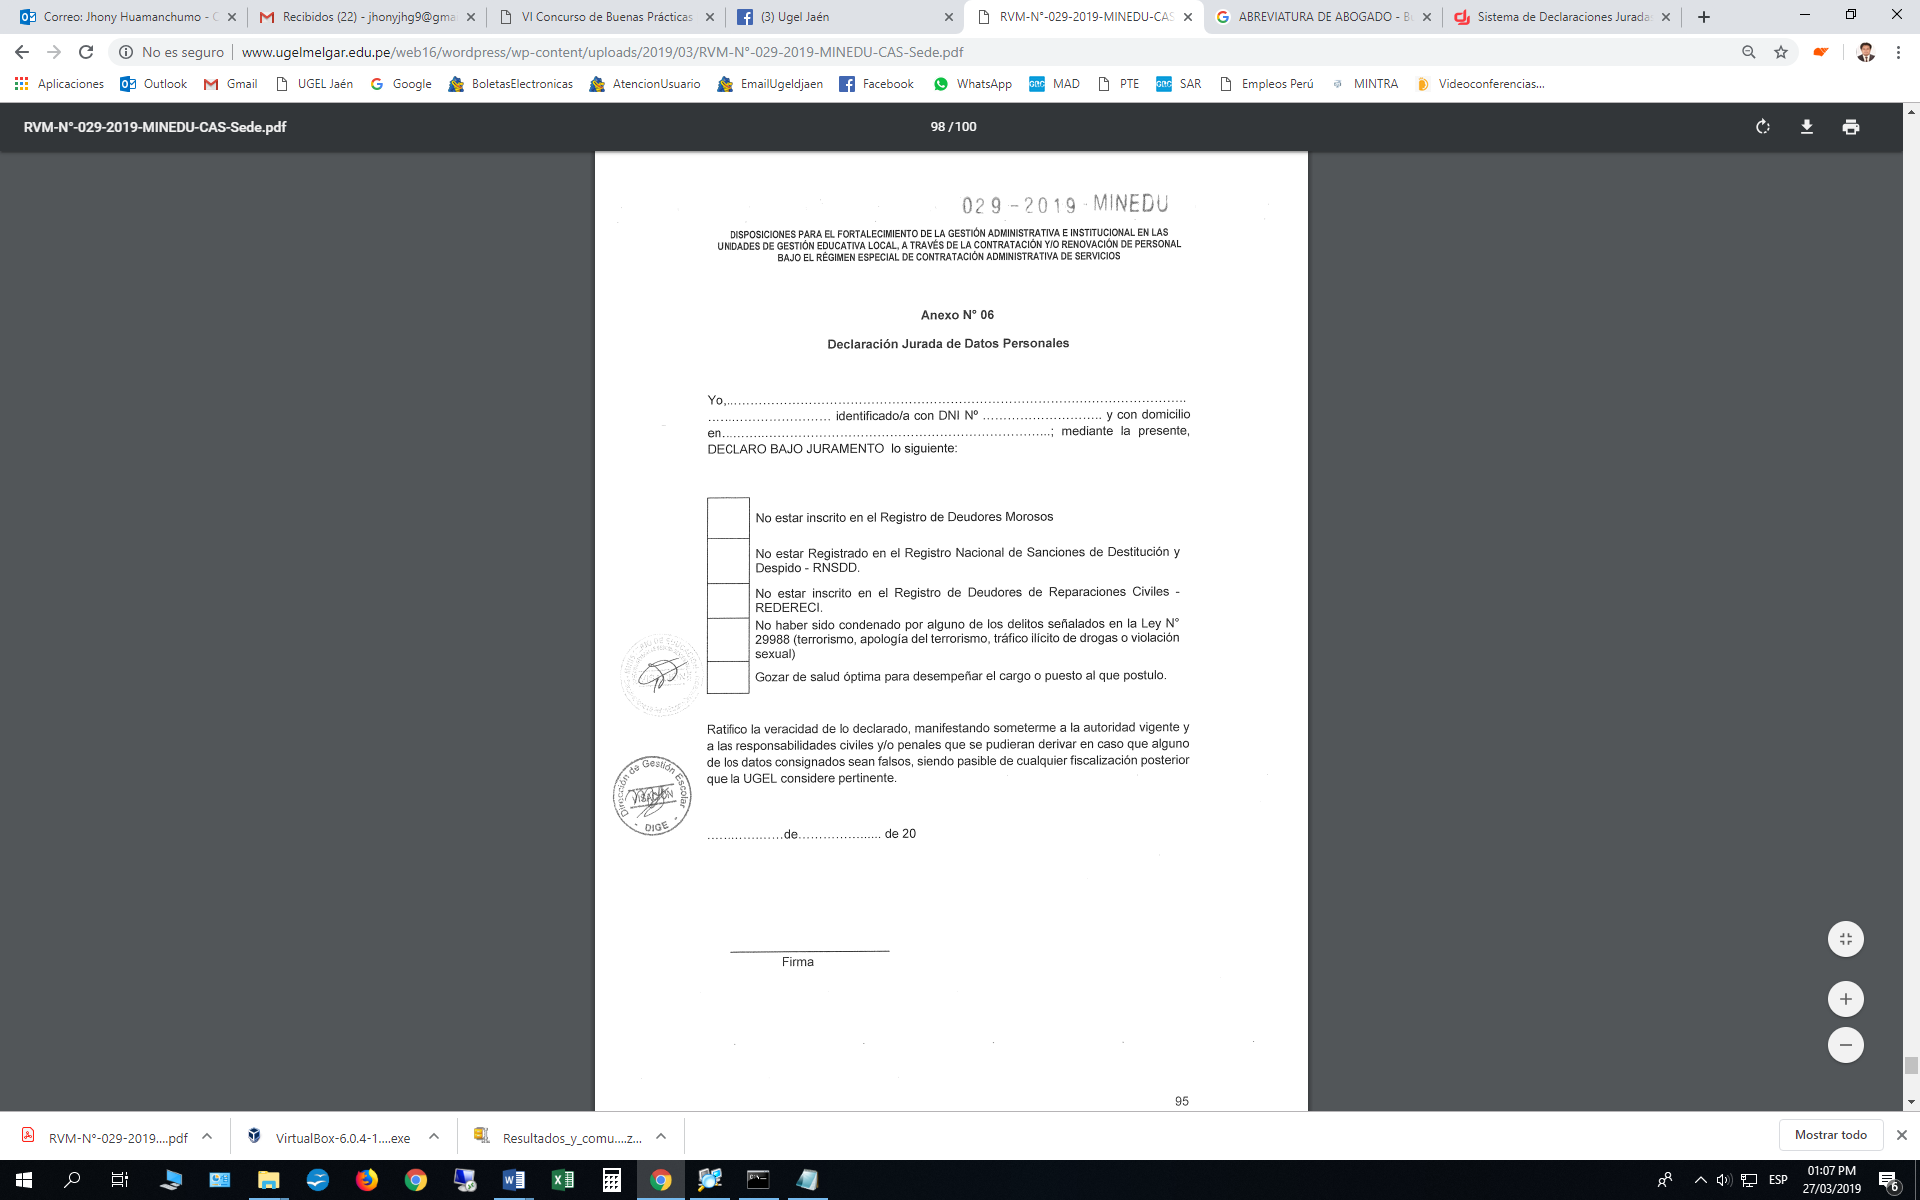 Correo: Jhony Huamanchumo - C
Recibidos (22) - jhonyjhg9@gma
VI Concurso de Buenas Prácticas
(3) Ugel Jaén
RVM-N°-029-2019-MINEDU-CAS
ABREVIATURA DE ABOGADO - B
Sistema de Declaraciones Juradas
No es seguro
www.ugelmelgar.edu.pe/web16/wordpress/wp-content/uploads/2019/03/RVM-N°-029-2019-MINEDU-CAS-Sede.pdf
Aplicaciones
Outlook
Gmail
UGEL Jaén
Google
BoletasElectronicas
AtencionUsuario
EmailUgeldjaen
Facebook
WhatsApp
MAD
PTE
SAR
Empleos Perú
MINTRA
Videoconferencias...
RVM-N°-029-2019-MINEDU-CAS-Sede.pdf
98 / 100
029-2019-MINEDU
DISPOSICIONES PARA EL FORTALECIMIENTO DE LA GESTIÓN ADMINISTRATIVA E INSTITUCIONAL EN LAS
UNIDADES DE GESTIÓN EDUCATIVA LOCAL, A TRAVÉS DE LA CONTRATACIÓN Y/O RENOVACIÓN DE PERSONAL
BAJO EL RÉGIMEN ESPECIAL DE CONTRATACIÓN ADMINISTRATIVA DE SERVICIOS
Anexo N° 06
Declaración Jurada de Datos Personales
Yo,..........................................................................................
........................ identificado/a con DNI Nº ............................ y con domicilio
en..........................................................................; mediante la presente,
DECLARO BAJO JURAMENTO lo siguiente:
No estar inscrito en el Registro de Deudores Morosos
No estar Registrado en el Registro Nacional de Sanciones de Destitución y
Despido - RNSDD.
No estar inscrito en el Registro de Deudores de Reparaciones Civiles -
REDERECI.
No haber sido condenado por alguno de los delitos señalados en la Ley N°
29988 (terrorismo, apología del terrorismo, tráfico ilícito de drogas o violación
sexual)
Gozar de salud óptima para desempeñar el cargo o puesto al que postulo.
Ratifico la veracidad de lo declarado, manifestando someterme a la autoridad vigente y
a las responsabilidades civiles y/o penales que se pudieran derivar en caso que alguno
de los datos consignados sean falsos, siendo pasible de cualquier fiscalización posterior
que la UGEL considere pertinente.
Dirección de Gestión Escolar
VISACIÓN
- DIGE -
..................de.................... de 20
Firma
95
RVM-N°-029-2019....pdf
VirtualBox-6.0.4-1....exe
Resultados_y_comu....z...
Mostrar todo
ESP
01:07 PM
27/03/2019
6